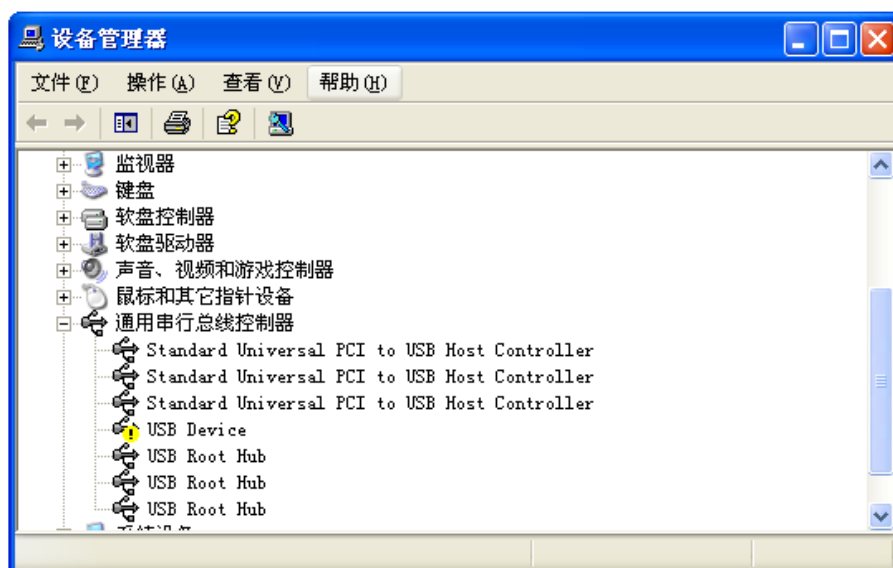 设备管理器
文件(F) 操作(A) 查看(V) 帮助(H)
监视器
键盘
软盘控制器
软盘驱动器
声音、视频和游戏控制器
鼠标和其它指针设备
通用串行总线控制器
Standard Universal PCI to USB Host Controller
Standard Universal PCI to USB Host Controller
Standard Universal PCI to USB Host Controller
USB Device
USB Root Hub
USB Root Hub
USB Root Hub